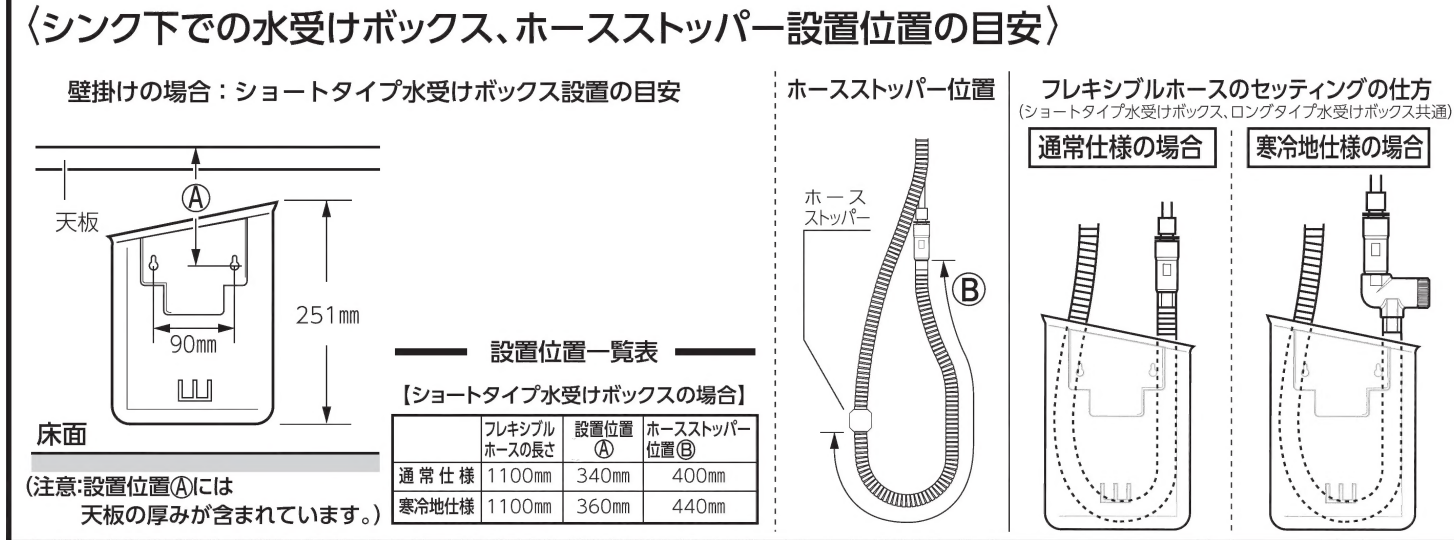 〈シンク下での水受けボックス、ホースストッパー設置位置の目安〉
壁掛けの場合：ショートタイプ水受けボックス設置の目安
天板
Ⓐ
251㎜
90㎜
床面
(注意:設置位置Ⓐには
天板の厚みが含まれています。)
設置位置一覧表
【ショートタイプ水受けボックスの場合】
フレキシブルホースの長さ 設置位置Ⓐ ホースストッパー位置Ⓑ
通常仕様 1100㎜ 340㎜ 400㎜
寒冷地仕様 1100㎜ 360㎜ 440㎜
ホースストッパー位置
ホース
ストッパー
Ⓑ
フレキシブルホースのセッティングの仕方
(ショートタイプ水受けボックス、ロングタイプ水受けボックス共通)
通常仕様の場合
寒冷地仕様の場合